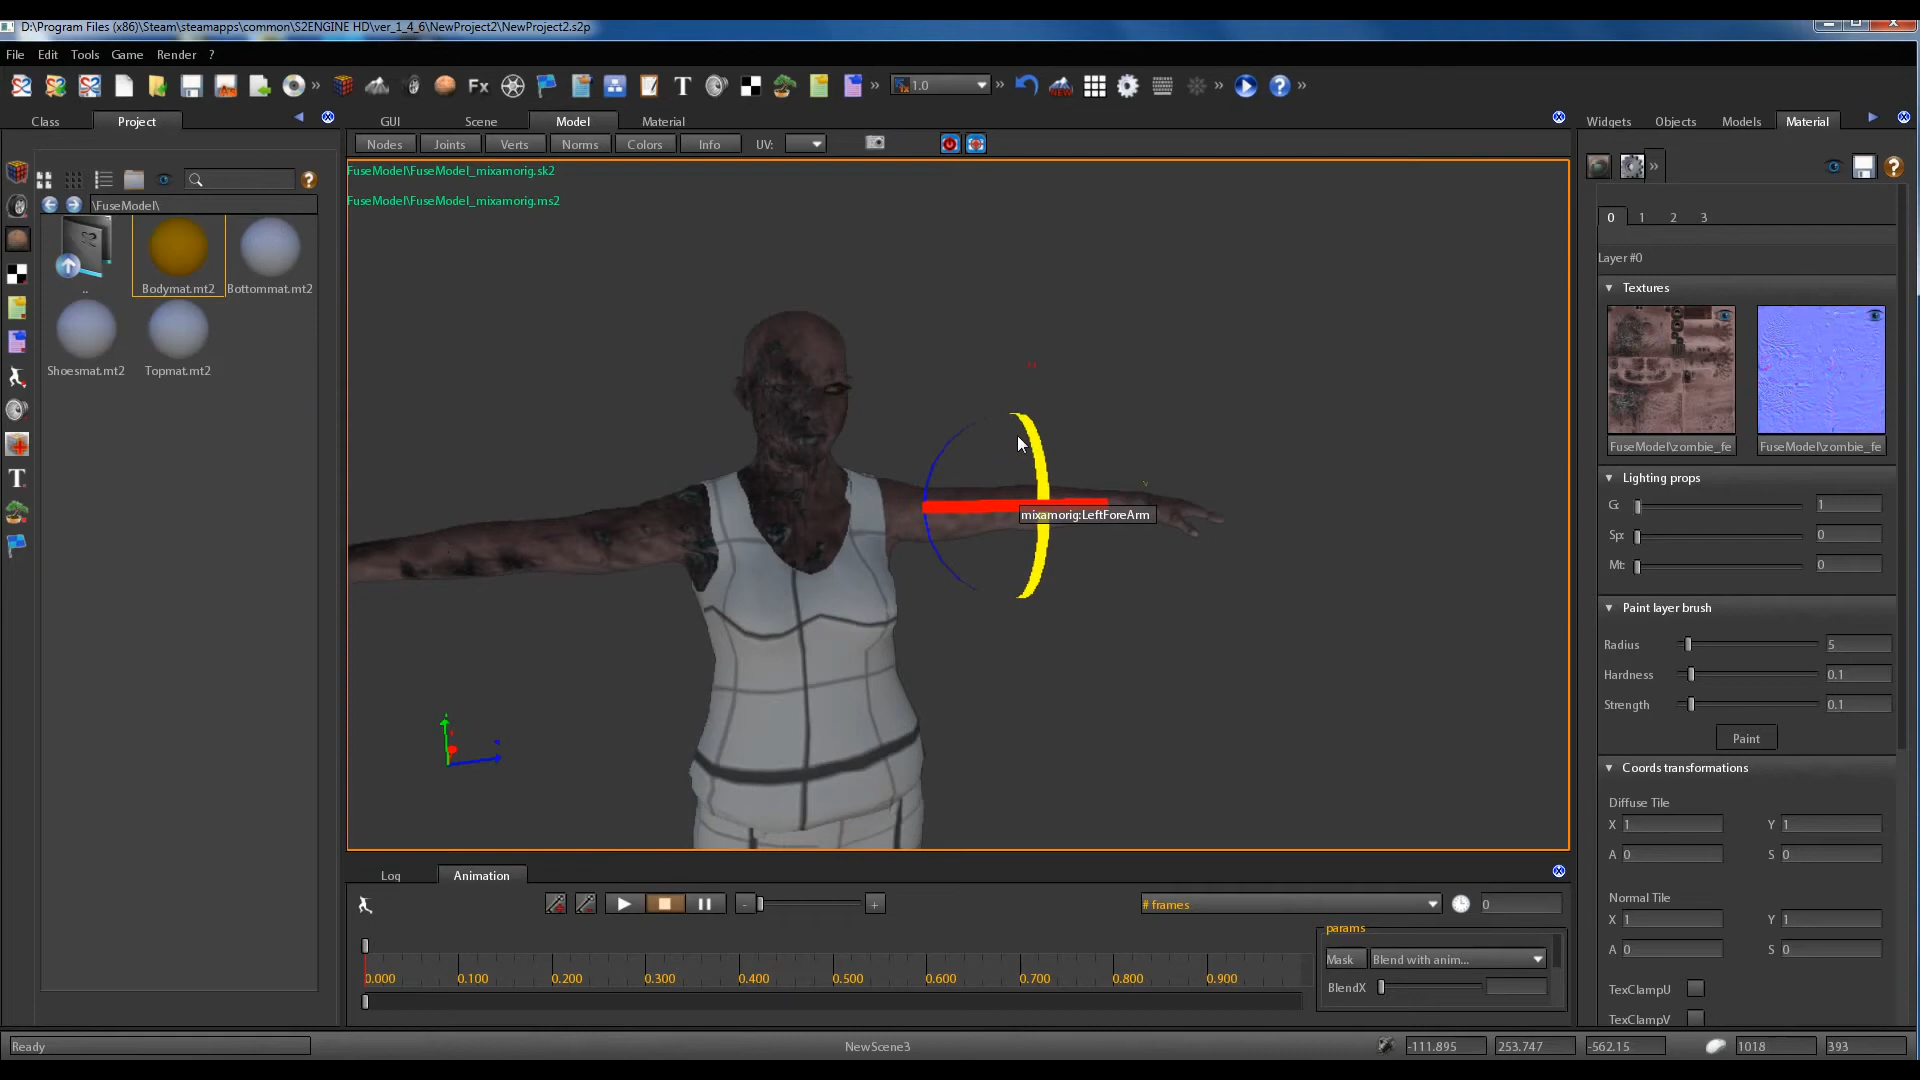 D:\Program Files (x86)\Steam\steamapps\common\S2ENGINE HD\ver_1_4_6\NewProject2\NewProject2.s2p
File Edit Tools Game Render ?
Fx T 1.0
Class Project
GUI Scene Model Material
Widgets Objects Models Material
Nodes Joints Verts Norms Colors Info UV:
FuseModel\FuseModel_mixamorig.sk2
FuseModel\FuseModel_mixamorig.ms2
\FuseModel\
..
Bodymat.mt2
Bottommat.mt2
Shoesmat.mt2
Topmat.mt2
T
mixamorig:LeftForeArm
0 1 2 3
Layer #0
Textures
FuseModel\zombie_fe
FuseModel\zombie_fe
Lighting props
G: 1
Sp: 0
Mt: 0
Paint layer brush
Radius 5
Hardness 0.1
Strength 0.1
Paint
Coords transformations
Diffuse Tile
X 1 Y 1
A 0 S 0
Normal Tile
X 1 Y 1
A 0 S 0
TexClampU
TexClampV
Log Animation
- + # frames 0
0.000 0.100 0.200 0.300 0.400 0.500 0.600 0.700 0.800 0.900
params
Mask Blend with anim...
BlendX
Ready
NewScene3
-111.895 253.747 -562.15 1018 393